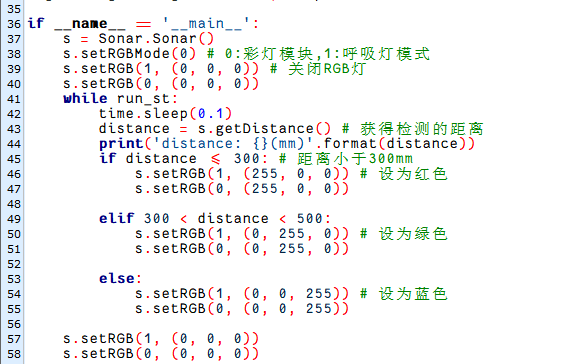 35
36 if __name__ == '__main__':
37     s = Sonar.Sonar()
38     s.setRGBMode(0) # 0:彩灯模块,1:呼吸灯模式
39     s.setRGB(1, (0, 0, 0)) # 关闭RGB灯
40     s.setRGB(0, (0, 0, 0))
41     while run_st:
42         time.sleep(0.1)
43         distance = s.getDistance() # 获得检测的距离
44         print('distance: {}(mm)'.format(distance))
45         if distance <= 300: # 距离小于300mm
46             s.setRGB(1, (255, 0, 0)) # 设为红色
47             s.setRGB(0, (255, 0, 0))
48
49         elif 300 < distance < 500:
50             s.setRGB(1, (0, 255, 0)) # 设为绿色
51             s.setRGB(0, (0, 255, 0))
52
53         else:
54             s.setRGB(1, (0, 0, 255)) # 设为蓝色
55             s.setRGB(0, (0, 0, 255))
56
57     s.setRGB(1, (0, 0, 0))
58     s.setRGB(0, (0, 0, 0))